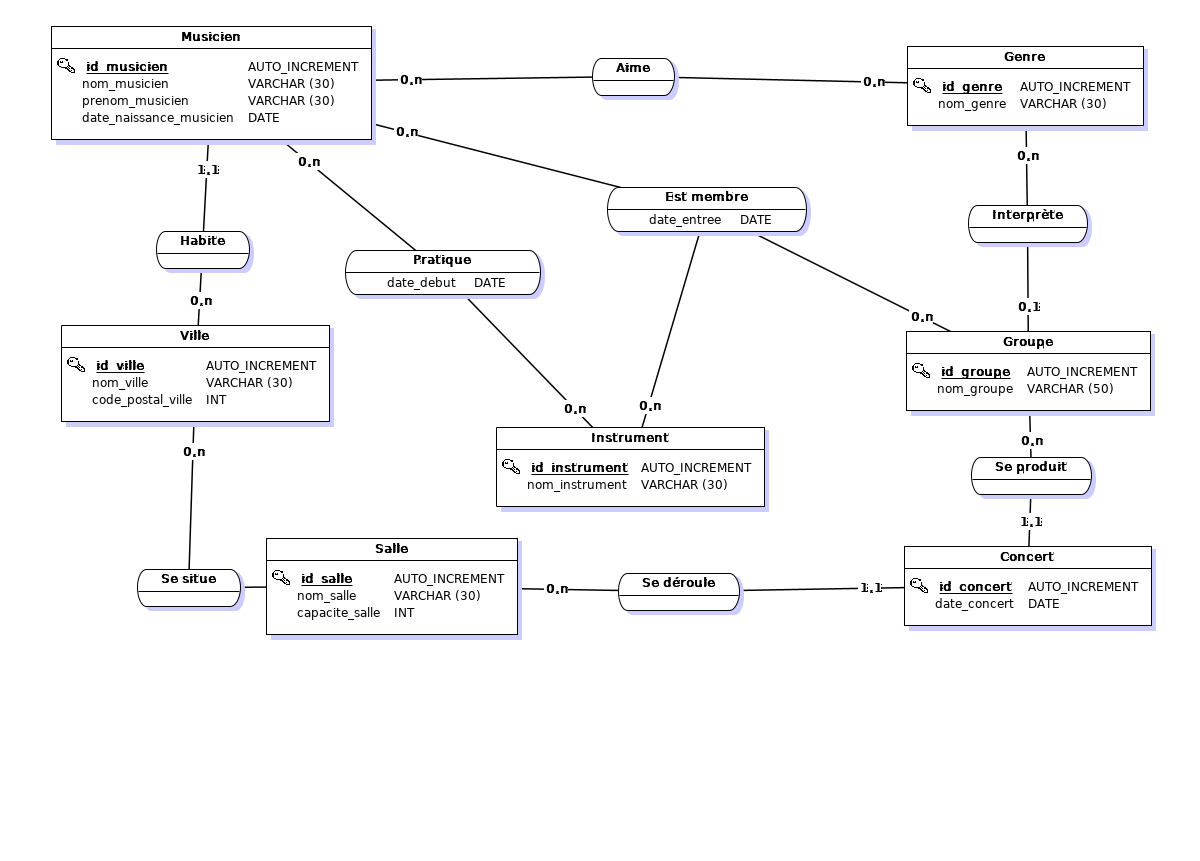 Musicien
id_musicien AUTO_INCREMENT
nom_musicien VARCHAR (30)
prenom_musicien VARCHAR (30)
date_naissance_musicien DATE
0,n
Aime
0,n
Genre
id_genre AUTO_INCREMENT
nom_genre VARCHAR (30)
0,n
1,1
0,n
0,n
Est membre
date_entree DATE
Interprète
Habite
Pratique
date_debut DATE
0,n
0,1
0,n
Ville
id_ville AUTO_INCREMENT
nom_ville VARCHAR (30)
code_postal_ville INT
Groupe
id_groupe AUTO_INCREMENT
nom_groupe VARCHAR (50)
0,n
0,n
0,n
0,n
Instrument
id_instrument AUTO_INCREMENT
nom_instrument VARCHAR (30)
Se produit
1,1
Se situe
Salle
id_salle AUTO_INCREMENT
nom_salle VARCHAR (30)
capacite_salle INT
0,n
Se déroule
1,1
Concert
id_concert AUTO_INCREMENT
date_concert DATE